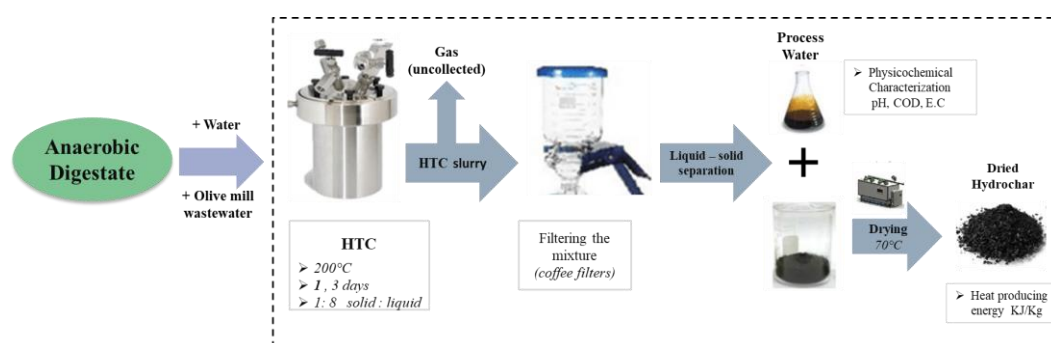 Anaerobic
Digestate
+ Water
+ Olive mill
wastewater
HTC
➢ 200°C
➢ 1 , 3 days
➢ 1: 8 solid : liquid
Gas
(uncollected)
HTC slurry
Filtering the
mixture
(coffee filters)
Liquid – solid
separation
Process
Water
➢ Physicochemical
Characterization
pH, COD, E.C
+
Drying
70°C
Dried
Hydrochar
➢ Heat producing
energy KJ/Kg